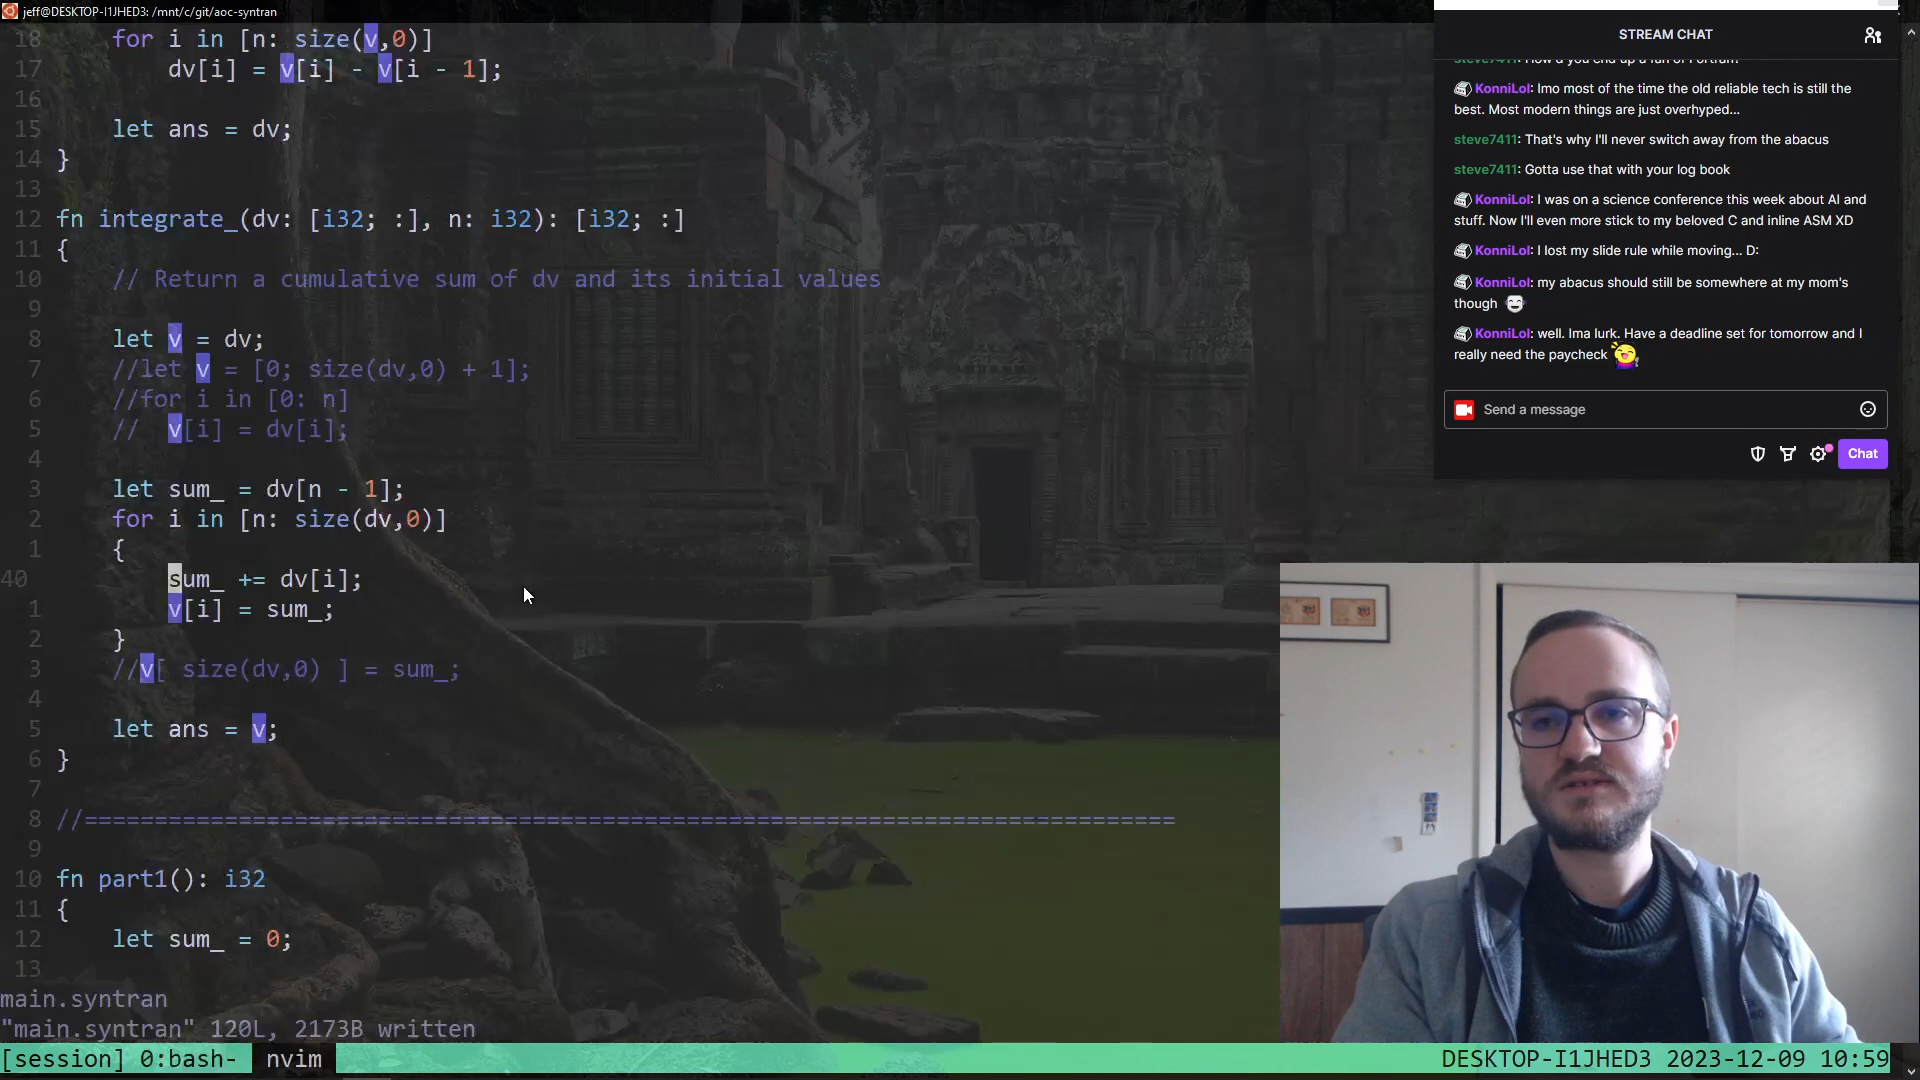 jeff@DESKTOP-I1JHED3: /mnt/c/git/aoc-syntran
18 for i in [n: size(v,0)]
17 dv[i] = v[i] - v[i - 1];
16
15 let ans = dv;
14 }
13
12 fn integrate_(dv: [i32; :], n: i32): [i32; :]
11 {
10 // Return a cumulative sum of dv and its initial values
9
8 let v = dv;
7 //let v = [0; size(dv,0) + 1];
6 //for i in [0: n]
5 // v[i] = dv[i];
4
3 let sum_ = dv[n - 1];
2 for i in [n: size(dv,0)]
1 {
40 sum_ += dv[i];
1 v[i] = sum_;
2 }
3 //v[ size(dv,0) ] = sum_;
4
5 let ans = v;
6 }
7
8 //==============================================================================
9
10 fn part1(): i32
11 {
12 let sum_ = 0;
13
main.syntran
"main.syntran" 120L, 2173B written
[session] 0:bash- nvim
DESKTOP-I1JHED3 2023-12-09 10:59
STREAM CHAT
KonniLol: Imo most of the time the old reliable tech is still the
best. Most modern things are just overhyped...
steve7411: That's why I'll never switch away from the abacus
steve7411: Gotta use that with your log book
KonniLol: I was on a science conference this week about AI and
stuff. Now I'll even more stick to my beloved C and inline ASM XD
KonniLol: I lost my slide rule while moving... D:
KonniLol: my abacus should still be somewhere at my mom's
though
KonniLol: well. Ima lurk. Have a deadline set for tomorrow and I
really need the paycheck
Send a message
Chat